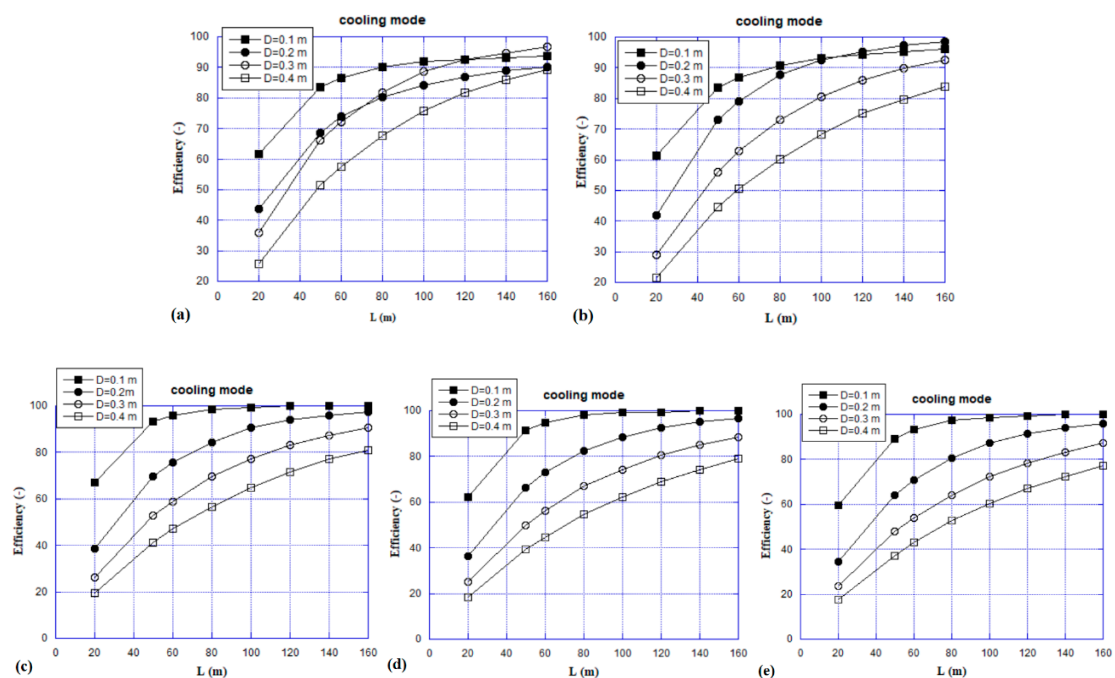 cooling mode
D=0.1 m
D=0.2 m
D=0.3 m
D=0.4 m
100
90
80
70
60
50
40
30
20
Efficiency (-)
0 20 40 60 80 100 120 140 160
L (m)
(a)
cooling mode
D=0.1 m
D=0.2 m
D=0.3 m
D=0.4 m
100
90
80
70
60
50
40
30
20
Efficiency (-)
0 20 40 60 80 100 120 140 160
L (m)
(b)
cooling mode
D=0.1 m
D=0.2m
D=0.3 m
D=0.4 m
100
80
60
40
20
0
Efficiency (-)
0 20 40 60 80 100 120 140 160
L (m)
(c)
cooling mode
D=0.1 m
D=0.2 m
D=0.3 m
D=0.4 m
100
80
60
40
20
0
Efficiency (-)
0 20 40 60 80 100 120 140 160
L (m)
(d)
cooling mode
D=0.1 m
D=0.2 m
D=0.3 m
D=0.4 m
100
80
60
40
20
0
Efficiency (-)
0 20 40 60 80 100 120 140 160
L (m)
(e)